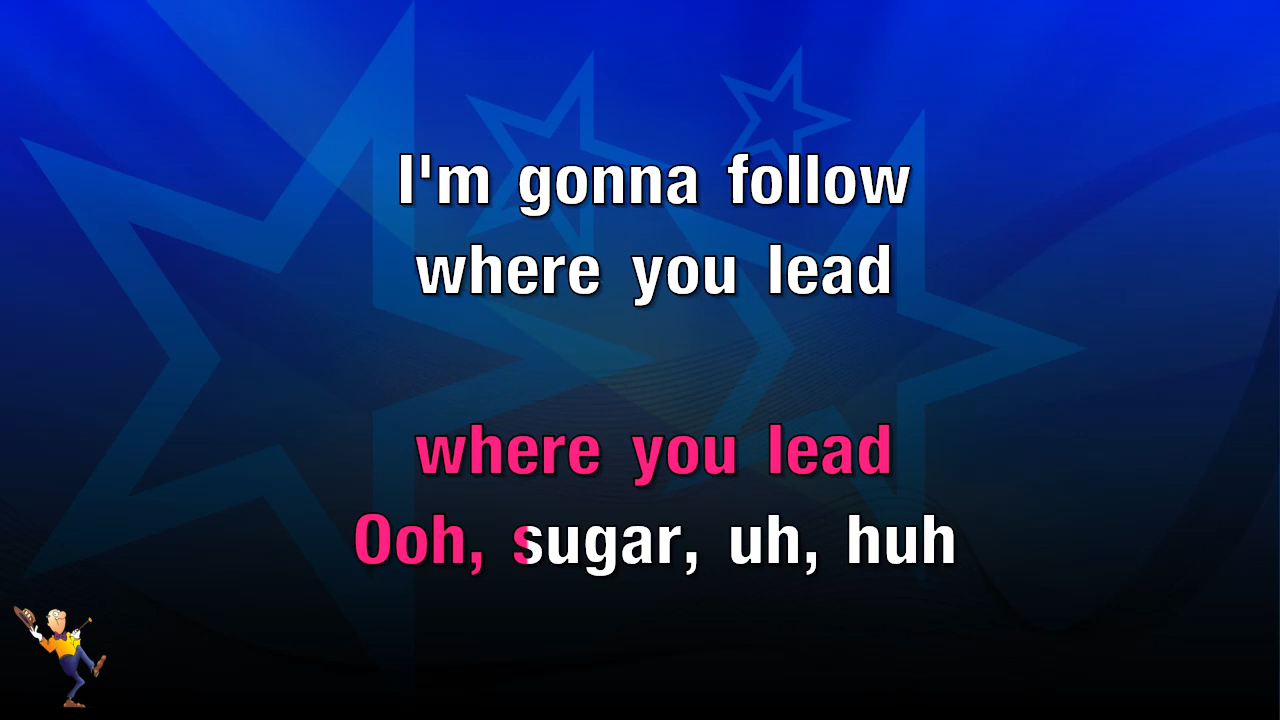 I'm gonna follow
where you lead
where you lead
Ooh, sugar, uh, huh